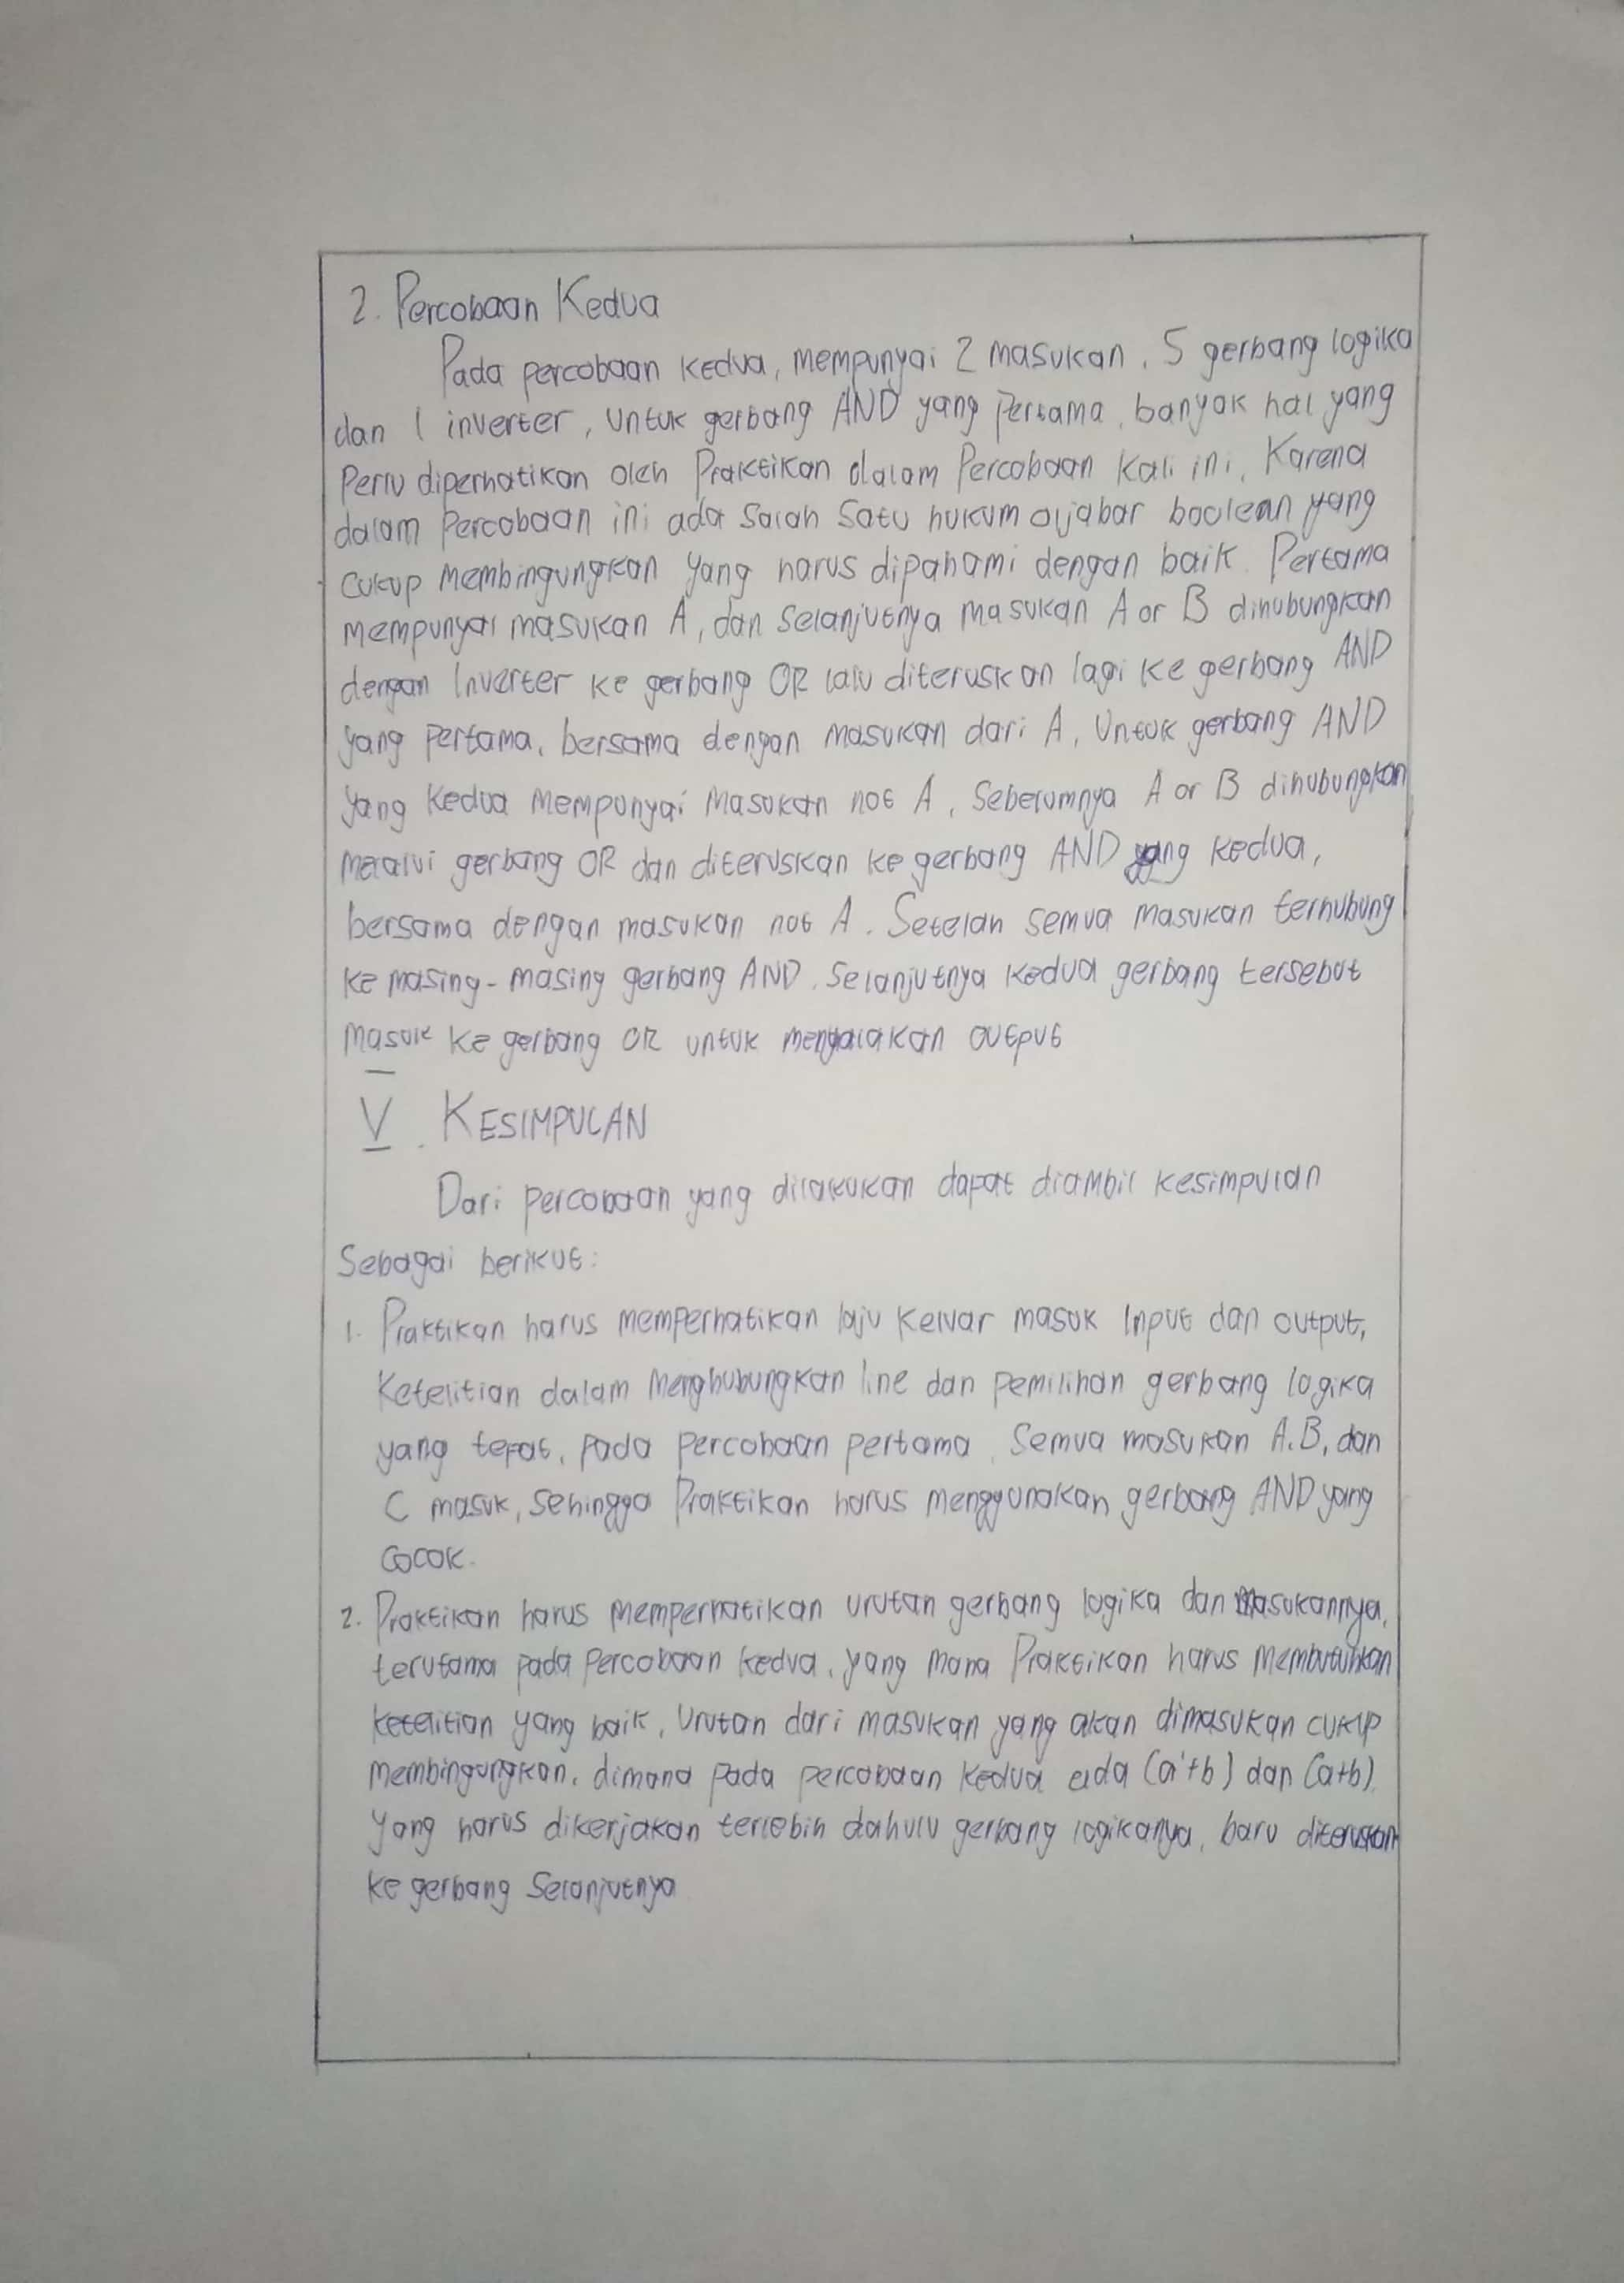 2. Percobaan Kedua
Pada percobaan kedua, mempunyai 2 masukan, 5 gerbang logika
dan 1 inverter, untuk gerbang AND yang pertama, banyak hal yang
Perlu diperhatikan oleh Praktikan dalam Percobaan kali ini, Karena
dalam Percobaan ini ada salah satu hukum aljabar boolean yang
cukup membingungkan yang harus dipahami dengan baik. Pertama
mempunyai masukan A, dan Selanjutnya masukan A or B dihubungkan
dengan Inverter ke gerbang OR lalu diteruskan lagi ke gerbang AND
yang pertama, bersama dengan masukan dari A, Untuk gerbang AND
yang kedua mempunyai masukan not A, Sebelumnya A or B dihubungkan
melalui gerbang OR dan diteruskan ke gerbang AND yang kedua,
bersama dengan masukan not A. Setelah semua masukan terhubung
ke masing-masing gerbang AND. Selanjutnya kedua gerbang tersebut
masuk ke gerbang OR untuk output
V. KESIMPULAN
Dari percobaan yang dilakukan dapat diambil kesimpulan
Sebagai berikut:
1. Praktikan harus memperhatikan laju keluar masuk Input dan output,
Ketelitian dalam menghubungkan line dan pemilihan gerbang logika
yang tepat, pada percobaan pertama, semua masukan A, B, dan
C masuk, sehingga Praktikan harus menggunakan gerbang AND yang
cocok.
2. Praktikan harus memperhatikan urutan gerbang logika dan masukannya,
terutama pada percobaan kedua, yang mana Praktikan harus membutuhkan
ketelitian yang baik, Urutan dari masukan yang akan dimasukan cukup
membingungkan, dimana pada percobaan kedua ada (a'+b) dan (a+b)
yang harus dikerjakan terlebih dahulu gerbang logikanya, baru diteruskan
ke gerbang Selanjutnya